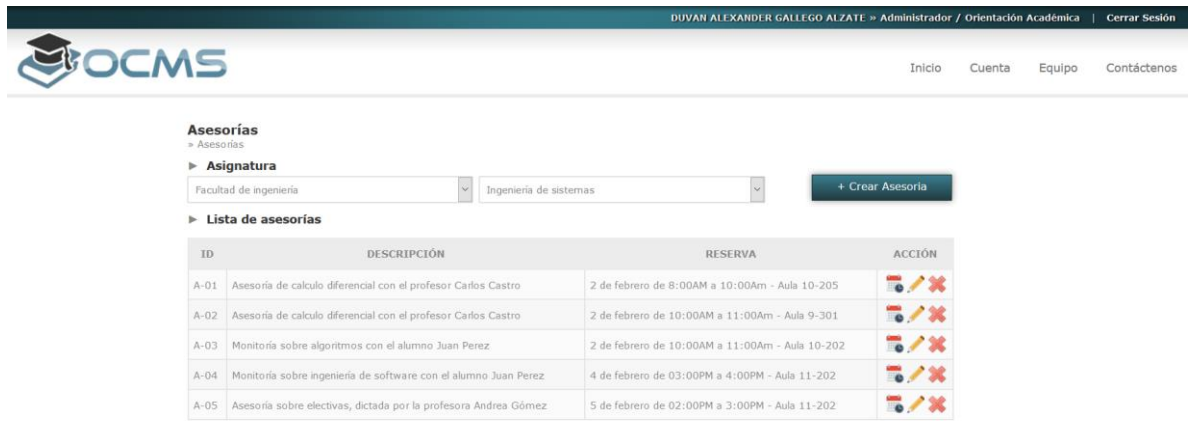 DUVAN ALEXANDER GALLEGO ALZATE » Administrador / Orientación Académica | Cerrar Sesión
OCMS
Inicio Cuenta Equipo Contáctenos
Asesorías
» Asesorías
► Asignatura
Facultad de ingeniería Ingeniería de sistemas + Crear Asesoría
► Lista de asesorías
ID DESCRIPCIÓN RESERVA ACCIÓN
A-01 Asesoría de calculo diferencial con el profesor Carlos Castro 2 de febrero de 8:00AM a 10:00Am - Aula 10-205
A-02 Asesoría de calculo diferencial con el profesor Carlos Castro 2 de febrero de 10:00AM a 11:00Am - Aula 9-301
A-03 Monitoría sobre algoritmos con el alumno Juan Perez 2 de febrero de 10:00AM a 11:00Am - Aula 10-202
A-04 Monitoría sobre ingeniería de software con el alumno Juan Perez 4 de febrero de 03:00PM a 4:00PM - Aula 11-202
A-05 Asesoría sobre electivas, dictada por la profesora Andrea Gómez 5 de febrero de 02:00PM a 3:00PM - Aula 11-202